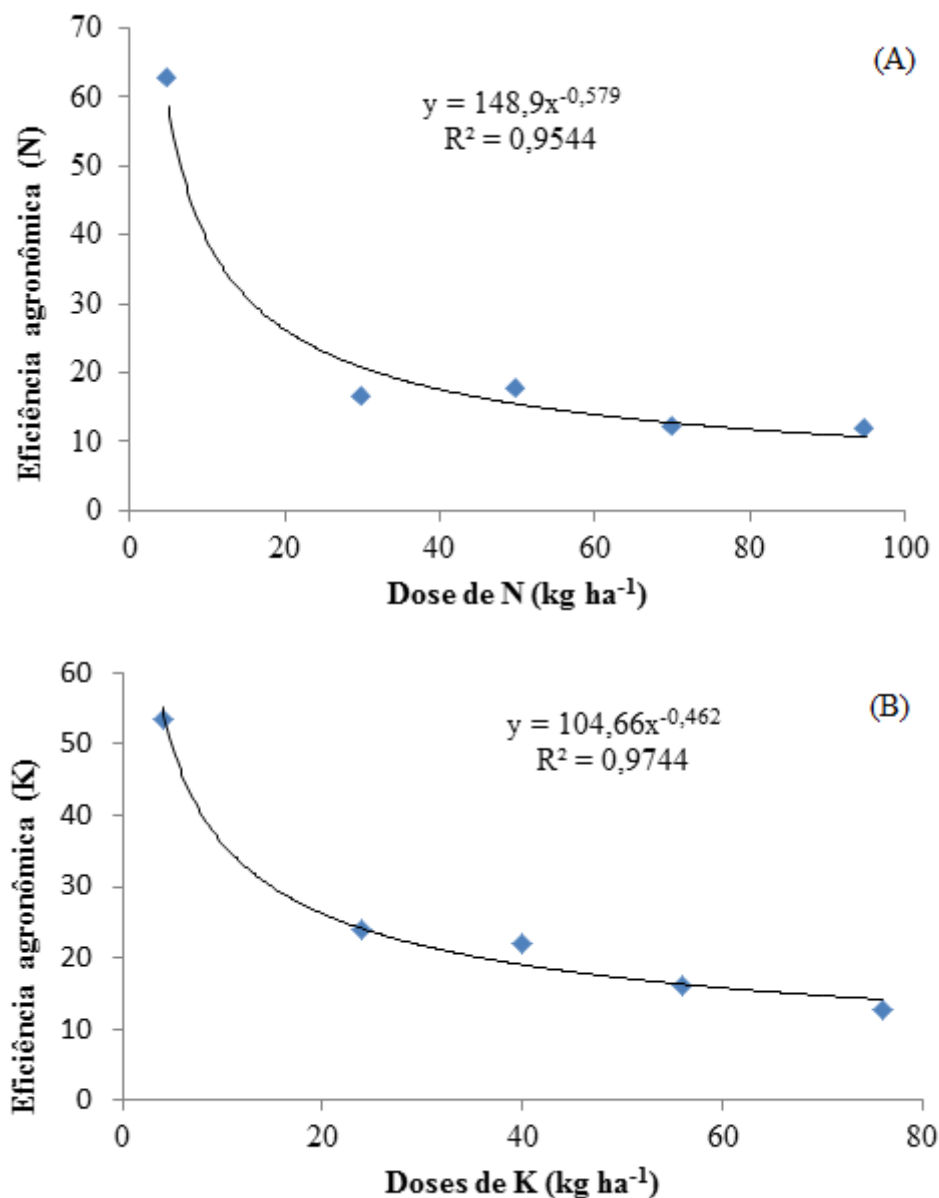 70
(A)
60
y = 148,9x^-0,579
R² = 0,9544
50
40
30
20
10
0
Eficiência agronômica (N)
0 20 40 60 80 100
Dose de N (kg ha⁻¹)
60
(B)
y = 104,66x^-0,462
50
R² = 0,9744
40
30
20
10
0
Eficiência agronômica (K)
0 20 40 60 80
Doses de K (kg ha⁻¹)